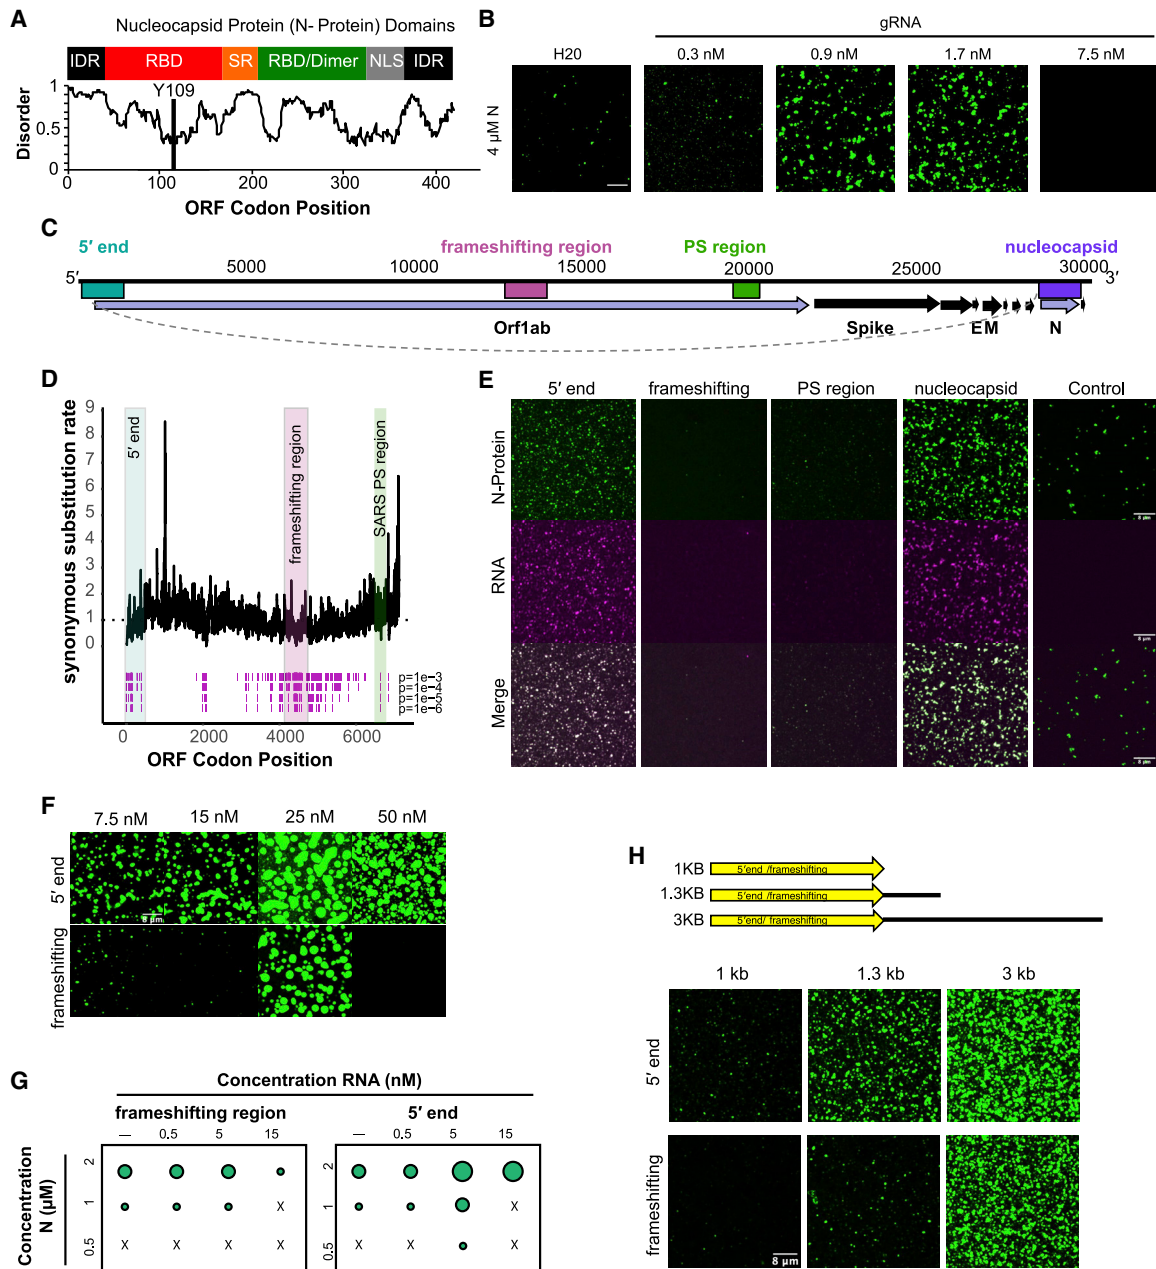 A
Nucleocapsid Protein (N- Protein) Domains
IDR RBD SR RBD/Dimer NLS IDR
Y109
1
0.5
0
Disorder
0 100 200 300 400
ORF Codon Position
B
gRNA
H20 0.3 nM 0.9 nM 1.7 nM 7.5 nM
4 µM N
C
5′ end frameshifting region PS region nucleocapsid
5′ 5000 10000 15000 20000 25000 30000 3′
Orf1ab Spike E M N
D
synonymous substitution rate
9
8
7
6
5
4
3
2
1
0
5′ end
frameshifting region
SARS PS region
p=1e−3
p=1e−4
p=1e−5
p=1e−6
0 2000 4000 6000
ORF Codon Position
E
5′ end frameshifting PS region nucleocapsid Control
N-Protein
8 µm
RNA
8 µm
Merge
8 µm
F
7.5 nM 15 nM 25 nM 50 nM
5′ end
8 µm
frameshifting
G
Concentration RNA (nM)
frameshifting region 5′ end
— 0.5 5 15 — 0.5 5 15
Concentration
N (µM)
2 2
1 X 1 X
0.5 X X X X 0.5 X X X
H
1KB 5′end /frameshifting
1.3KB 5′end /frameshifting
3KB 5′end/ frameshifting
1 kb 1.3 kb 3 kb
5′ end
frameshifting
8 µm